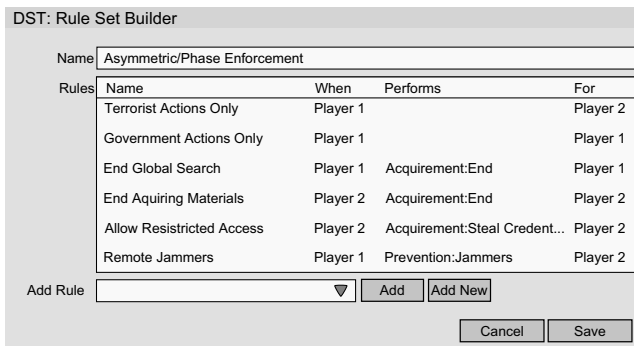 DST: Rule Set Builder
Name Asymmetric/Phase Enforcement
Rules Name When Performs For
Terrorist Actions Only Player 1 Player 2
Government Actions Only Player 1 Player 1
End Global Search Player 1 Acquirement:End Player 1
End Aquiring Materials Player 2 Acquirement:End Player 2
Allow Resistricted Access Player 2 Acquirement:Steal Credent... Player 2
Remote Jammers Player 1 Prevention:Jammers Player 2
Add Rule Add Add New
Cancel Save